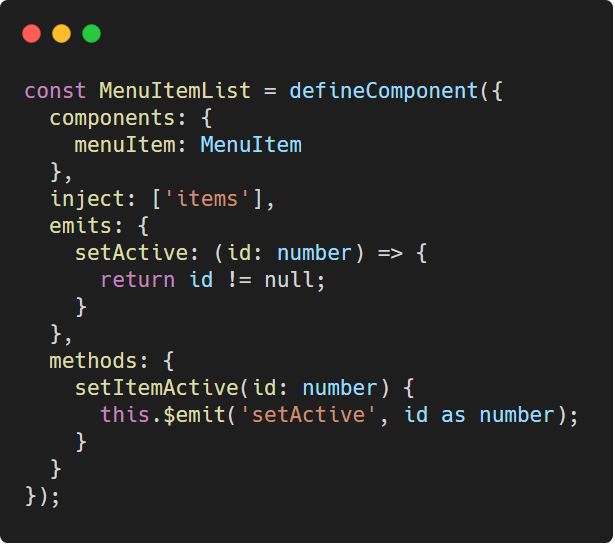 const MenuItemList = defineComponent({
  components: {
    menuItem: MenuItem
  },
  inject: ['items'],
  emits: {
    setActive: (id: number) => {
      return id != null;
    }
  },
  methods: {
    setItemActive(id: number) {
      this.$emit('setActive', id as number);
    }
  }
});